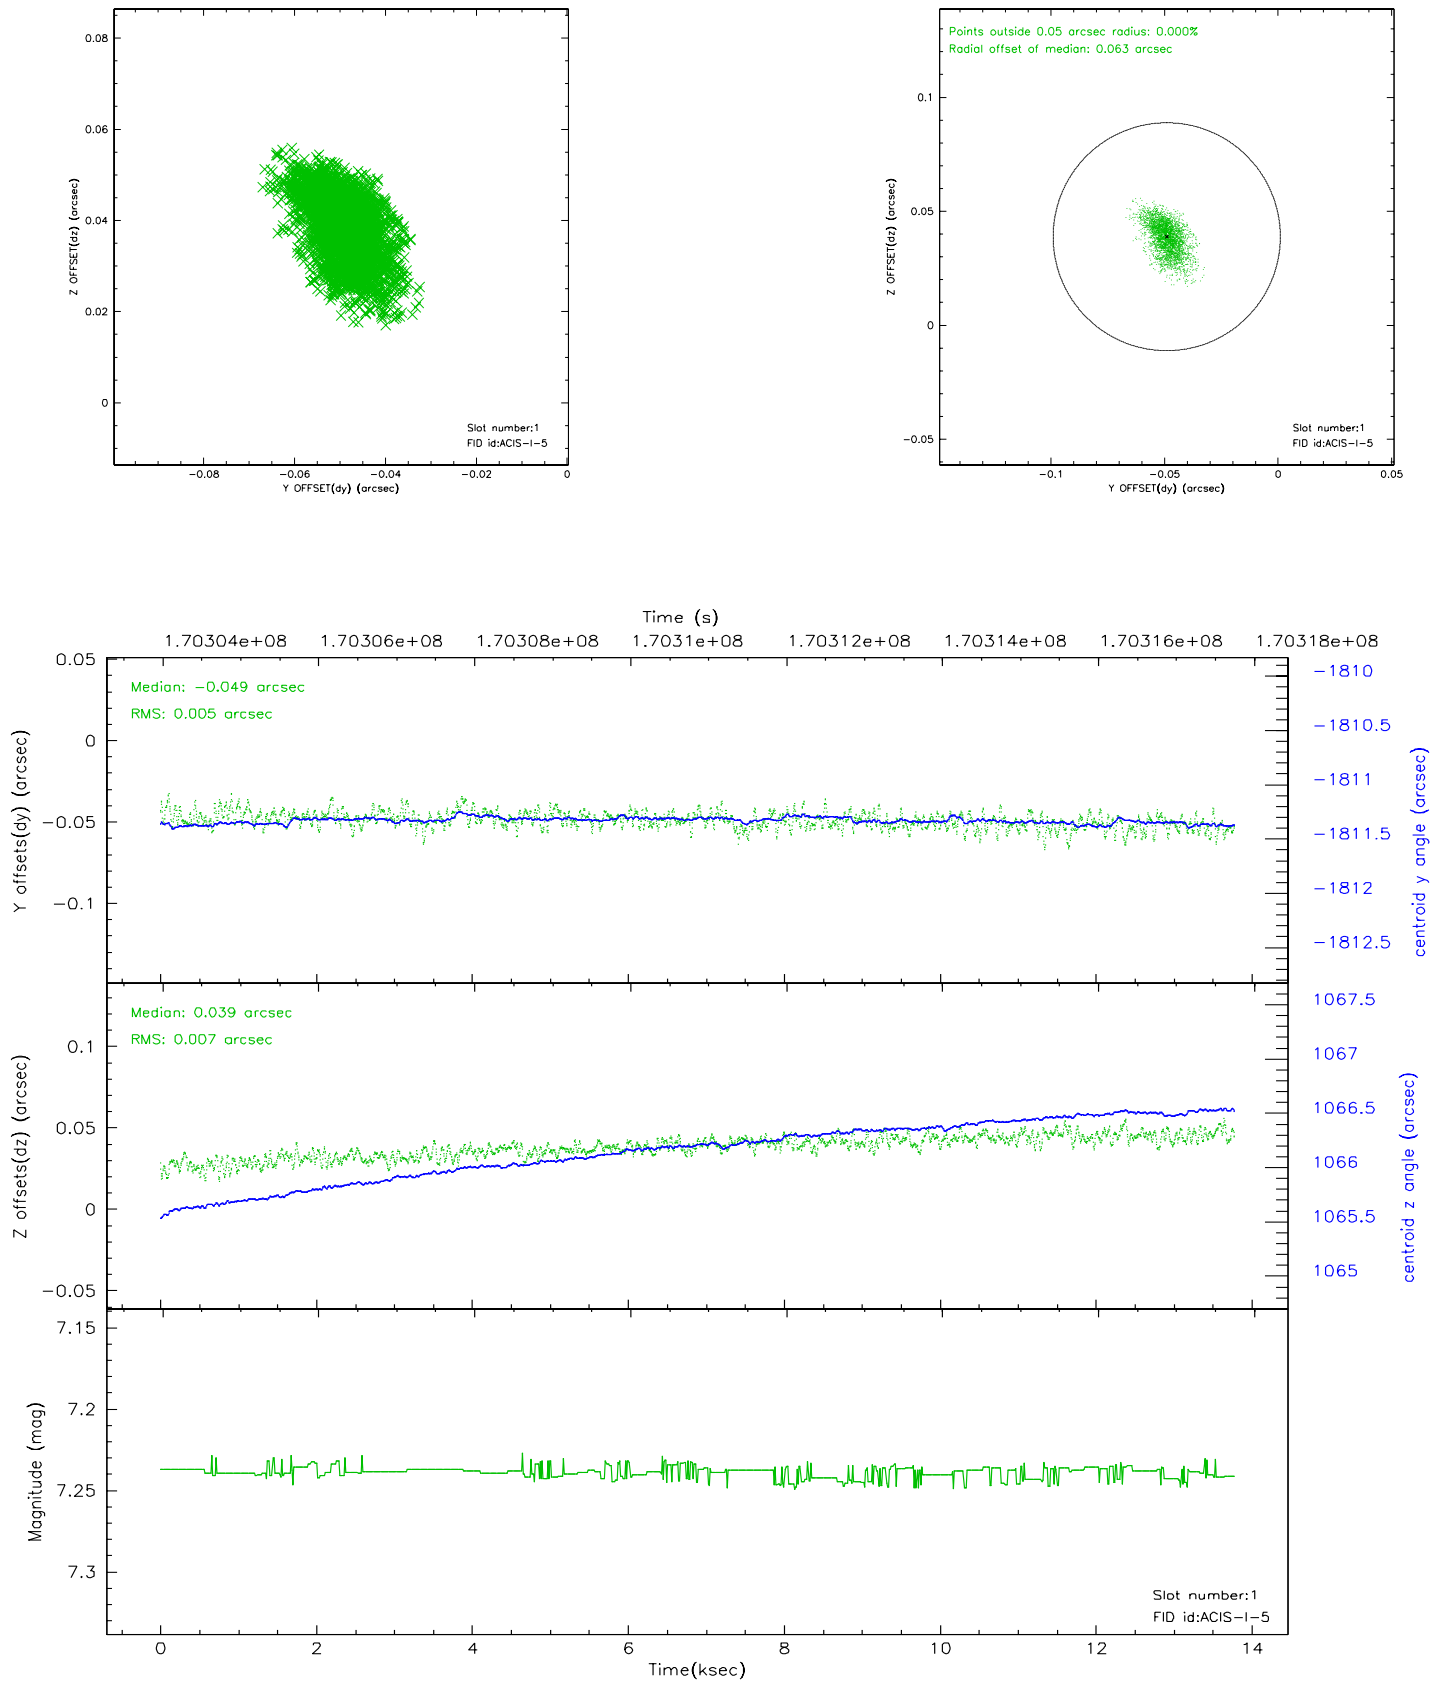 0.08
0.06
0.04
0.02
0
Z OFFSET(dz) (arcsec)
Slot number:1
FID id:ACIS-I-5
-0.08
-0.06
-0.04
-0.02
0
Y OFFSET(dy) (arcsec)
Points outside 0.05 arcsec radius: 0.000%
Radial offset of median: 0.063 arcsec
0.1
0.05
0
-0.05
Z OFFSET(dz) (arcsec)
Slot number:1
FID id:ACIS-I-5
-0.1
-0.05
0
0.05
Y OFFSET(dy) (arcsec)
Time (s)
1.70304e+08
1.70306e+08
1.70308e+08
1.7031e+08
1.70312e+08
1.70314e+08
1.70316e+08
1.70318e+08
Median: -0.049 arcsec
RMS: 0.005 arcsec
0.05
0
-0.05
-0.1
Y offsets(dy) (arcsec)
-1810
-1810.5
-1811
-1811.5
-1812
-1812.5
centroid y angle (arcsec)
Median: 0.039 arcsec
RMS: 0.007 arcsec
0.1
0.05
0
-0.05
Z offsets(dz) (arcsec)
1067.5
1067
1066.5
1066
1065.5
1065
centroid z angle (arcsec)
7.15
7.2
7.25
7.3
Magnitude (mag)
Slot number:1
FID id:ACIS-I-5
0
2
4
6
8
10
12
14
Time(ksec)